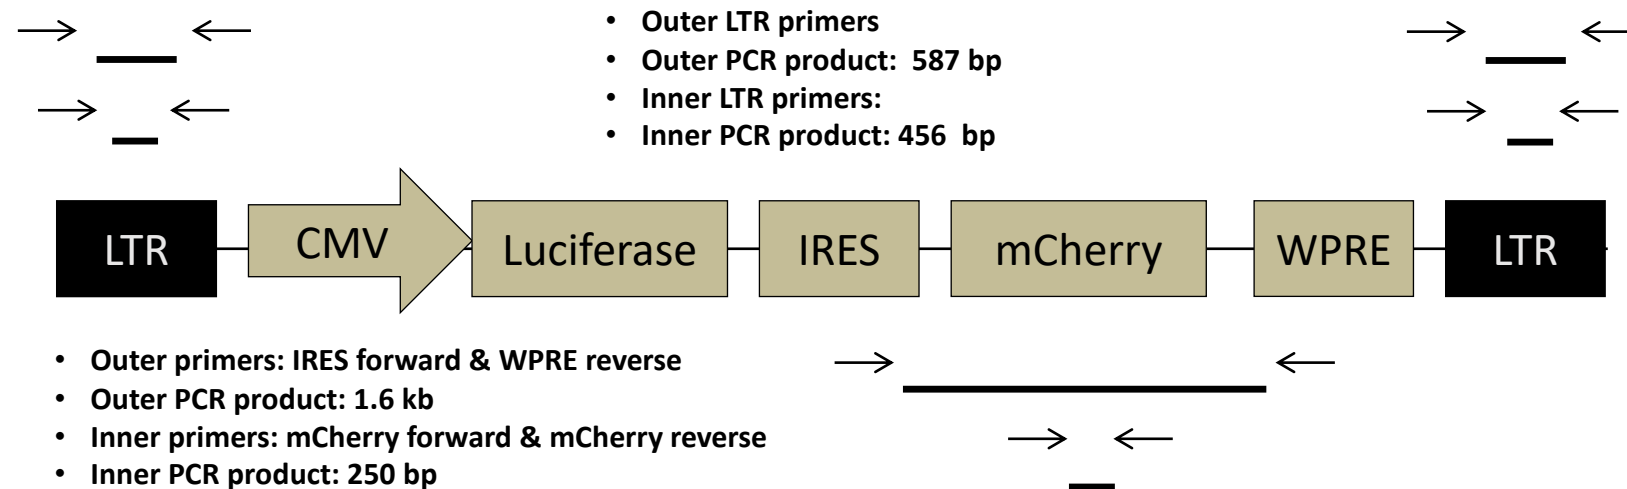 • Outer LTR primers
• Outer PCR product: 587 bp
• Inner LTR primers:
• Inner PCR product: 456 bp
LTR CMV Luciferase IRES mCherry WPRE LTR
• Outer primers: IRES forward & WPRE reverse
• Outer PCR product: 1.6 kb
• Inner primers: mCherry forward & mCherry reverse
• Inner PCR product: 250 bp